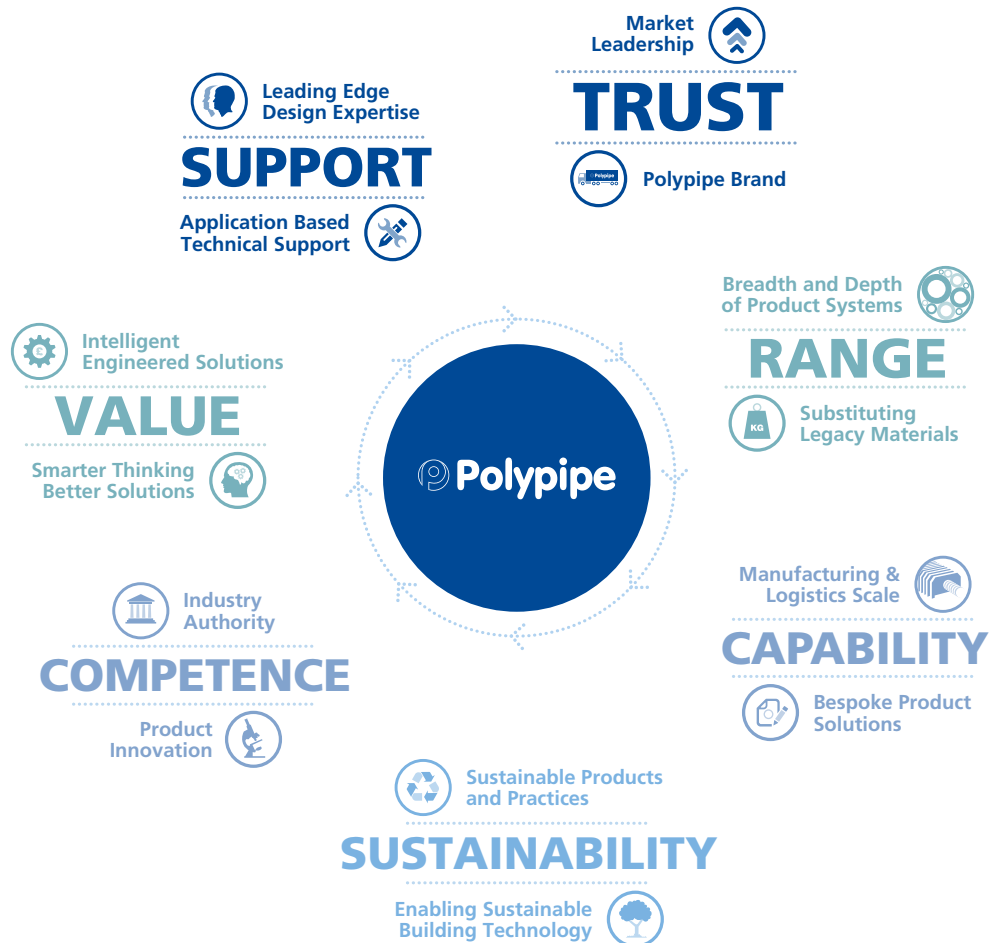 Market
Leadership
TRUST
Polypipe
Polypipe Brand
Leading Edge
Design Expertise
SUPPORT
Application Based
Technical Support
Breadth and Depth
of Product Systems
RANGE
KG
Substituting
Legacy Materials
£
Intelligent
Engineered Solutions
VALUE
Smarter Thinking
Better Solutions
Polypipe
Manufacturing &
Logistics Scale
CAPABILITY
Bespoke Product
Solutions
Industry
Authority
COMPETENCE
Product
Innovation
Sustainable Products
and Practices
SUSTAINABILITY
Enabling Sustainable
Building Technology